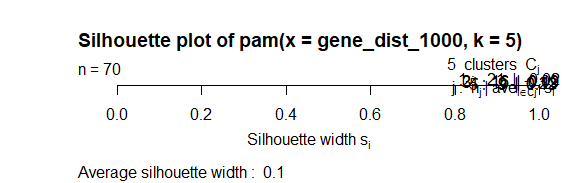 Silhouette plot of pam(x = gene_dist_1000, k = 5)
n = 70
5 clusters Cj
0.0 0.2 0.4 0.6 0.8 1.0
Silhouette width si
Average silhouette width : 0.1